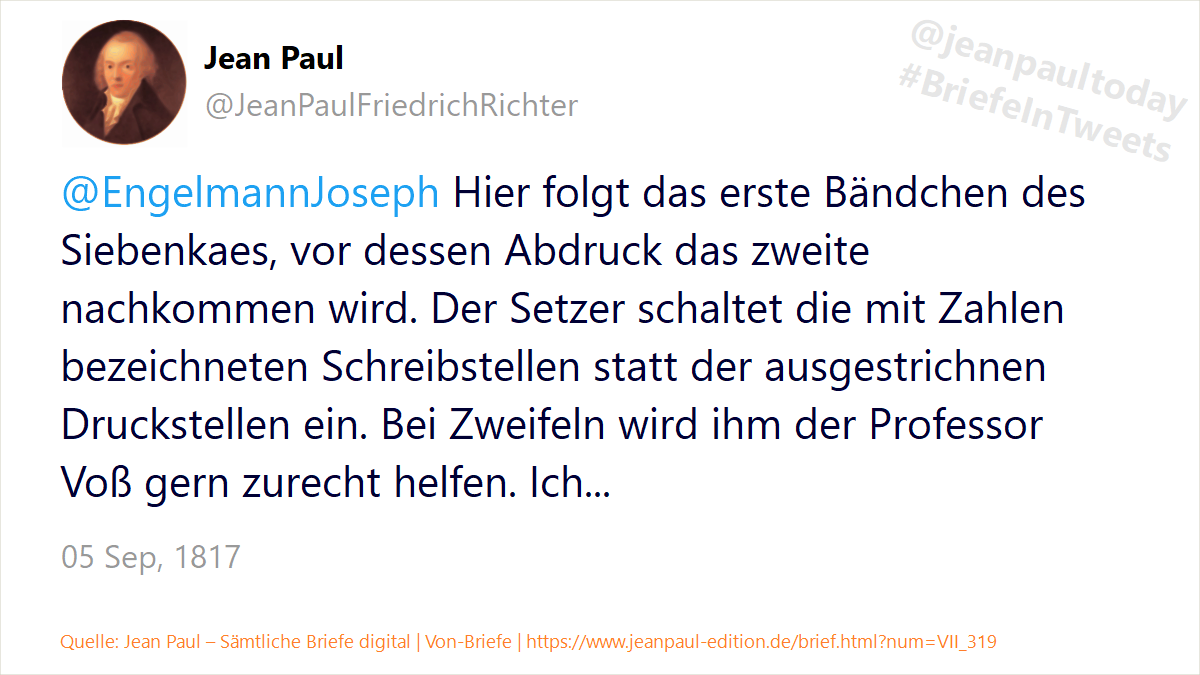 Jean Paul
@JeanPaulFriedrichRichter
@jeanpaultoday
#BriefeInTweets
@EngelmannJoseph Hier folgt das erste Bändchen des
Siebenkaes, vor dessen Abdruck das zweite
nachkommen wird. Der Setzer schaltet die mit Zahlen
bezeichneten Schreibstellen statt der ausgestrichnen
Druckstellen ein. Bei Zweifeln wird ihm der Professor
Voß gern zurecht helfen. Ich...
05 Sep, 1817
Quelle: Jean Paul – Sämtliche Briefe digital | Von-Briefe | https://www.jeanpaul-edition.de/brief.html?num=VII_319